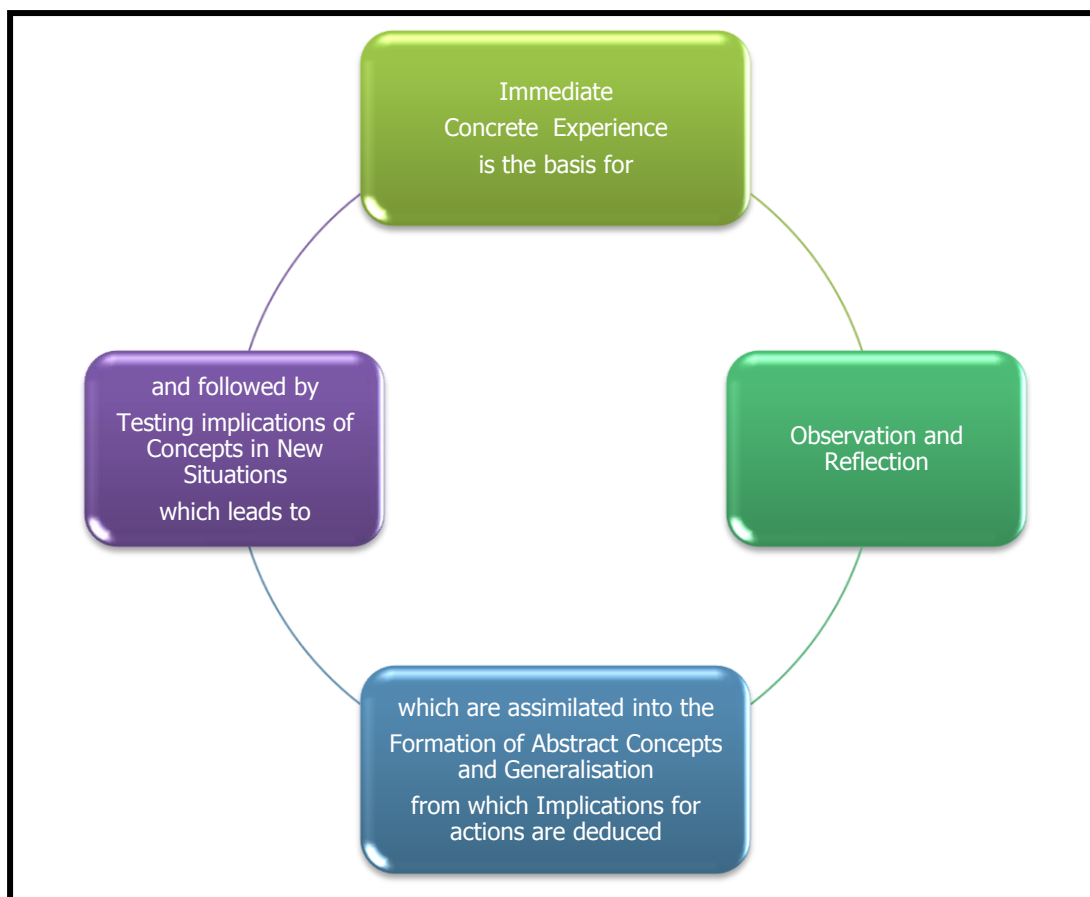 Immediate
Concrete Experience
is the basis for
Observation and
Reflection
which are assimilated into the
Formation of Abstract Concepts
and Generalisation
from which Implications for
actions are deduced
and followed by
Testing implications of
Concepts in New
Situations
which leads to